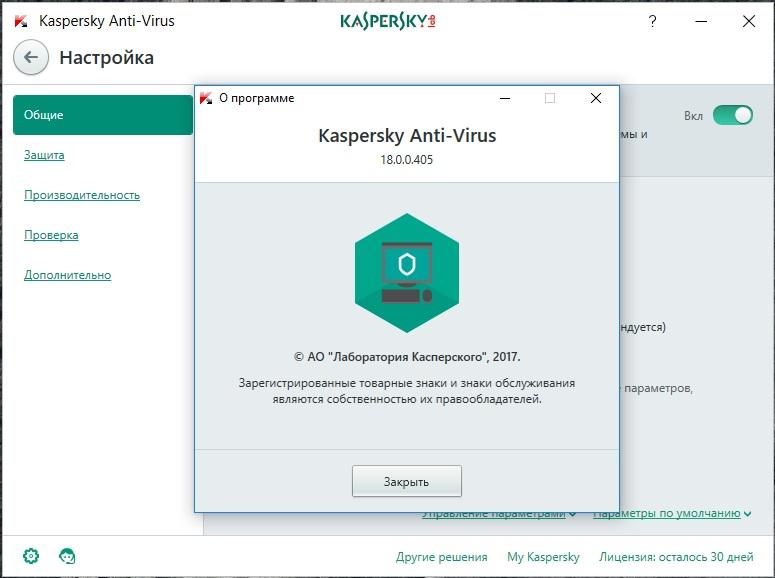 Kaspersky Anti-Virus
KASPERSKY lab
?
Настройка
О программе
Общие
Kaspersky Anti-Virus
Вкл
18.0.0.405
мы и
Защита
Производительность
Проверка
Дополнительно
ндуется)
© АО "Лаборатория Касперского", 2017.
Зарегистрированные товарные знаки и знаки обслуживания
являются собственностью их правообладателей.
параметров,
Закрыть
Управление параметрами
Параметры по умолчанию
Другие решения
My Kaspersky
Лицензия: осталось 30 дней